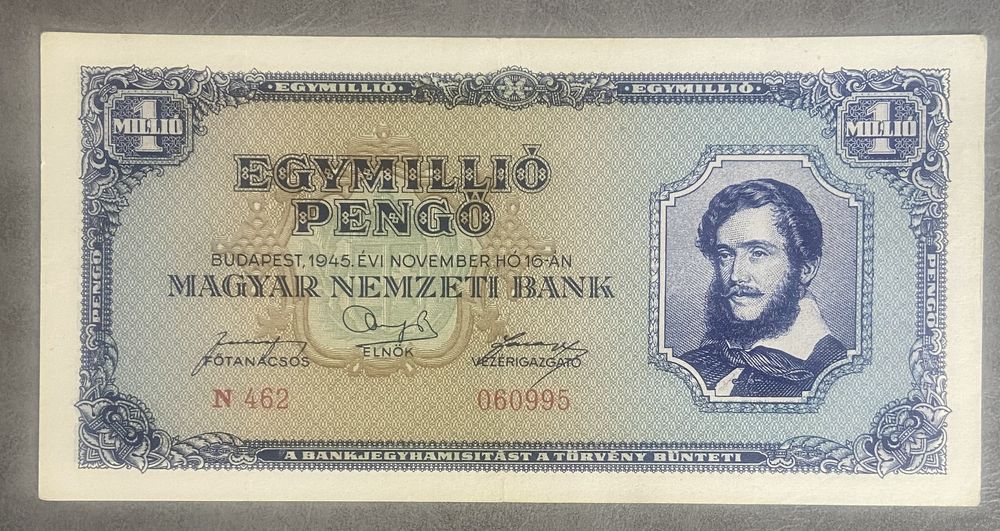 EGYMILLIÓ EGYMILLIÓ
1 MILLIÓ 1 MILLIÓ
EGYMILLIÓ
PENGŐ
BUDAPEST, 1945. ÉVI NOVEMBER HÓ 16-ÁN
MAGYAR NEMZETI BANK
FŐTANÁCSOS ELNÖK VEZÉRIGAZGATÓ
N 462 060995
PENGŐ PENGŐ
A BANKJEGYHAMISITÁST A TÖRVÉNY BÜNTETI